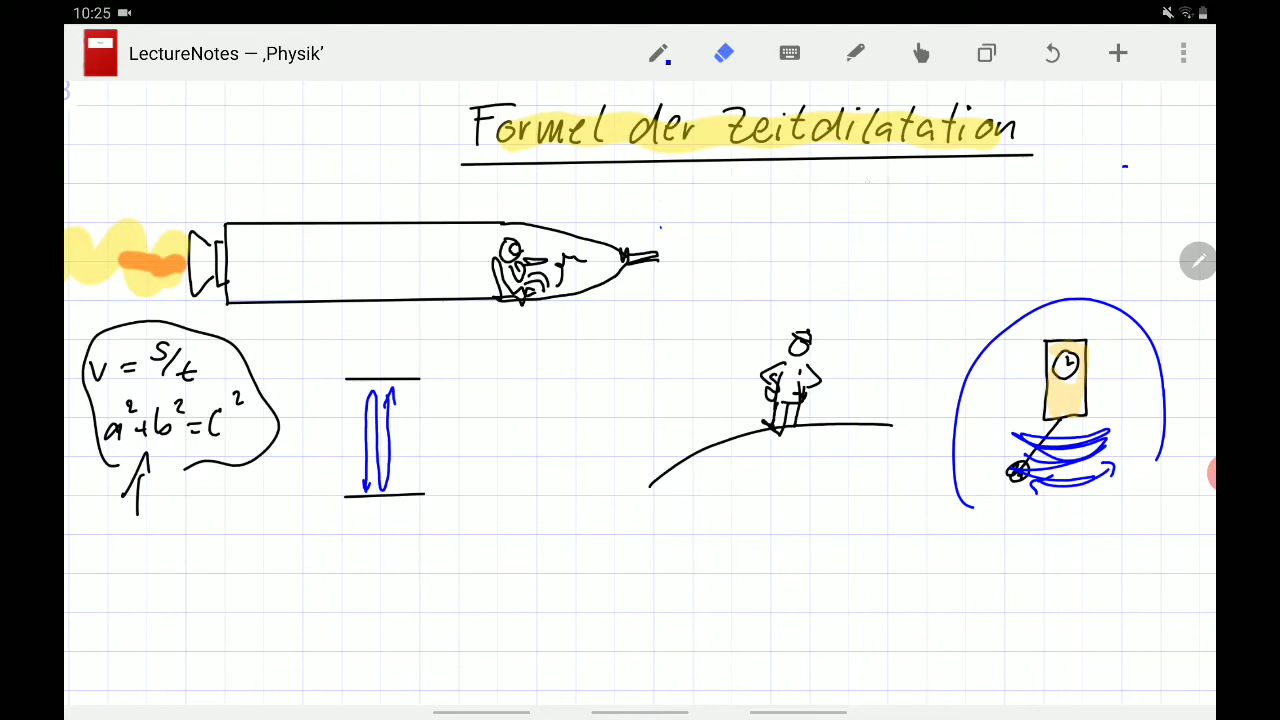 10:25
LectureNotes — ‚Physik‘
Formel der Zeitdilatation
v = s/t
a² + b² = c²